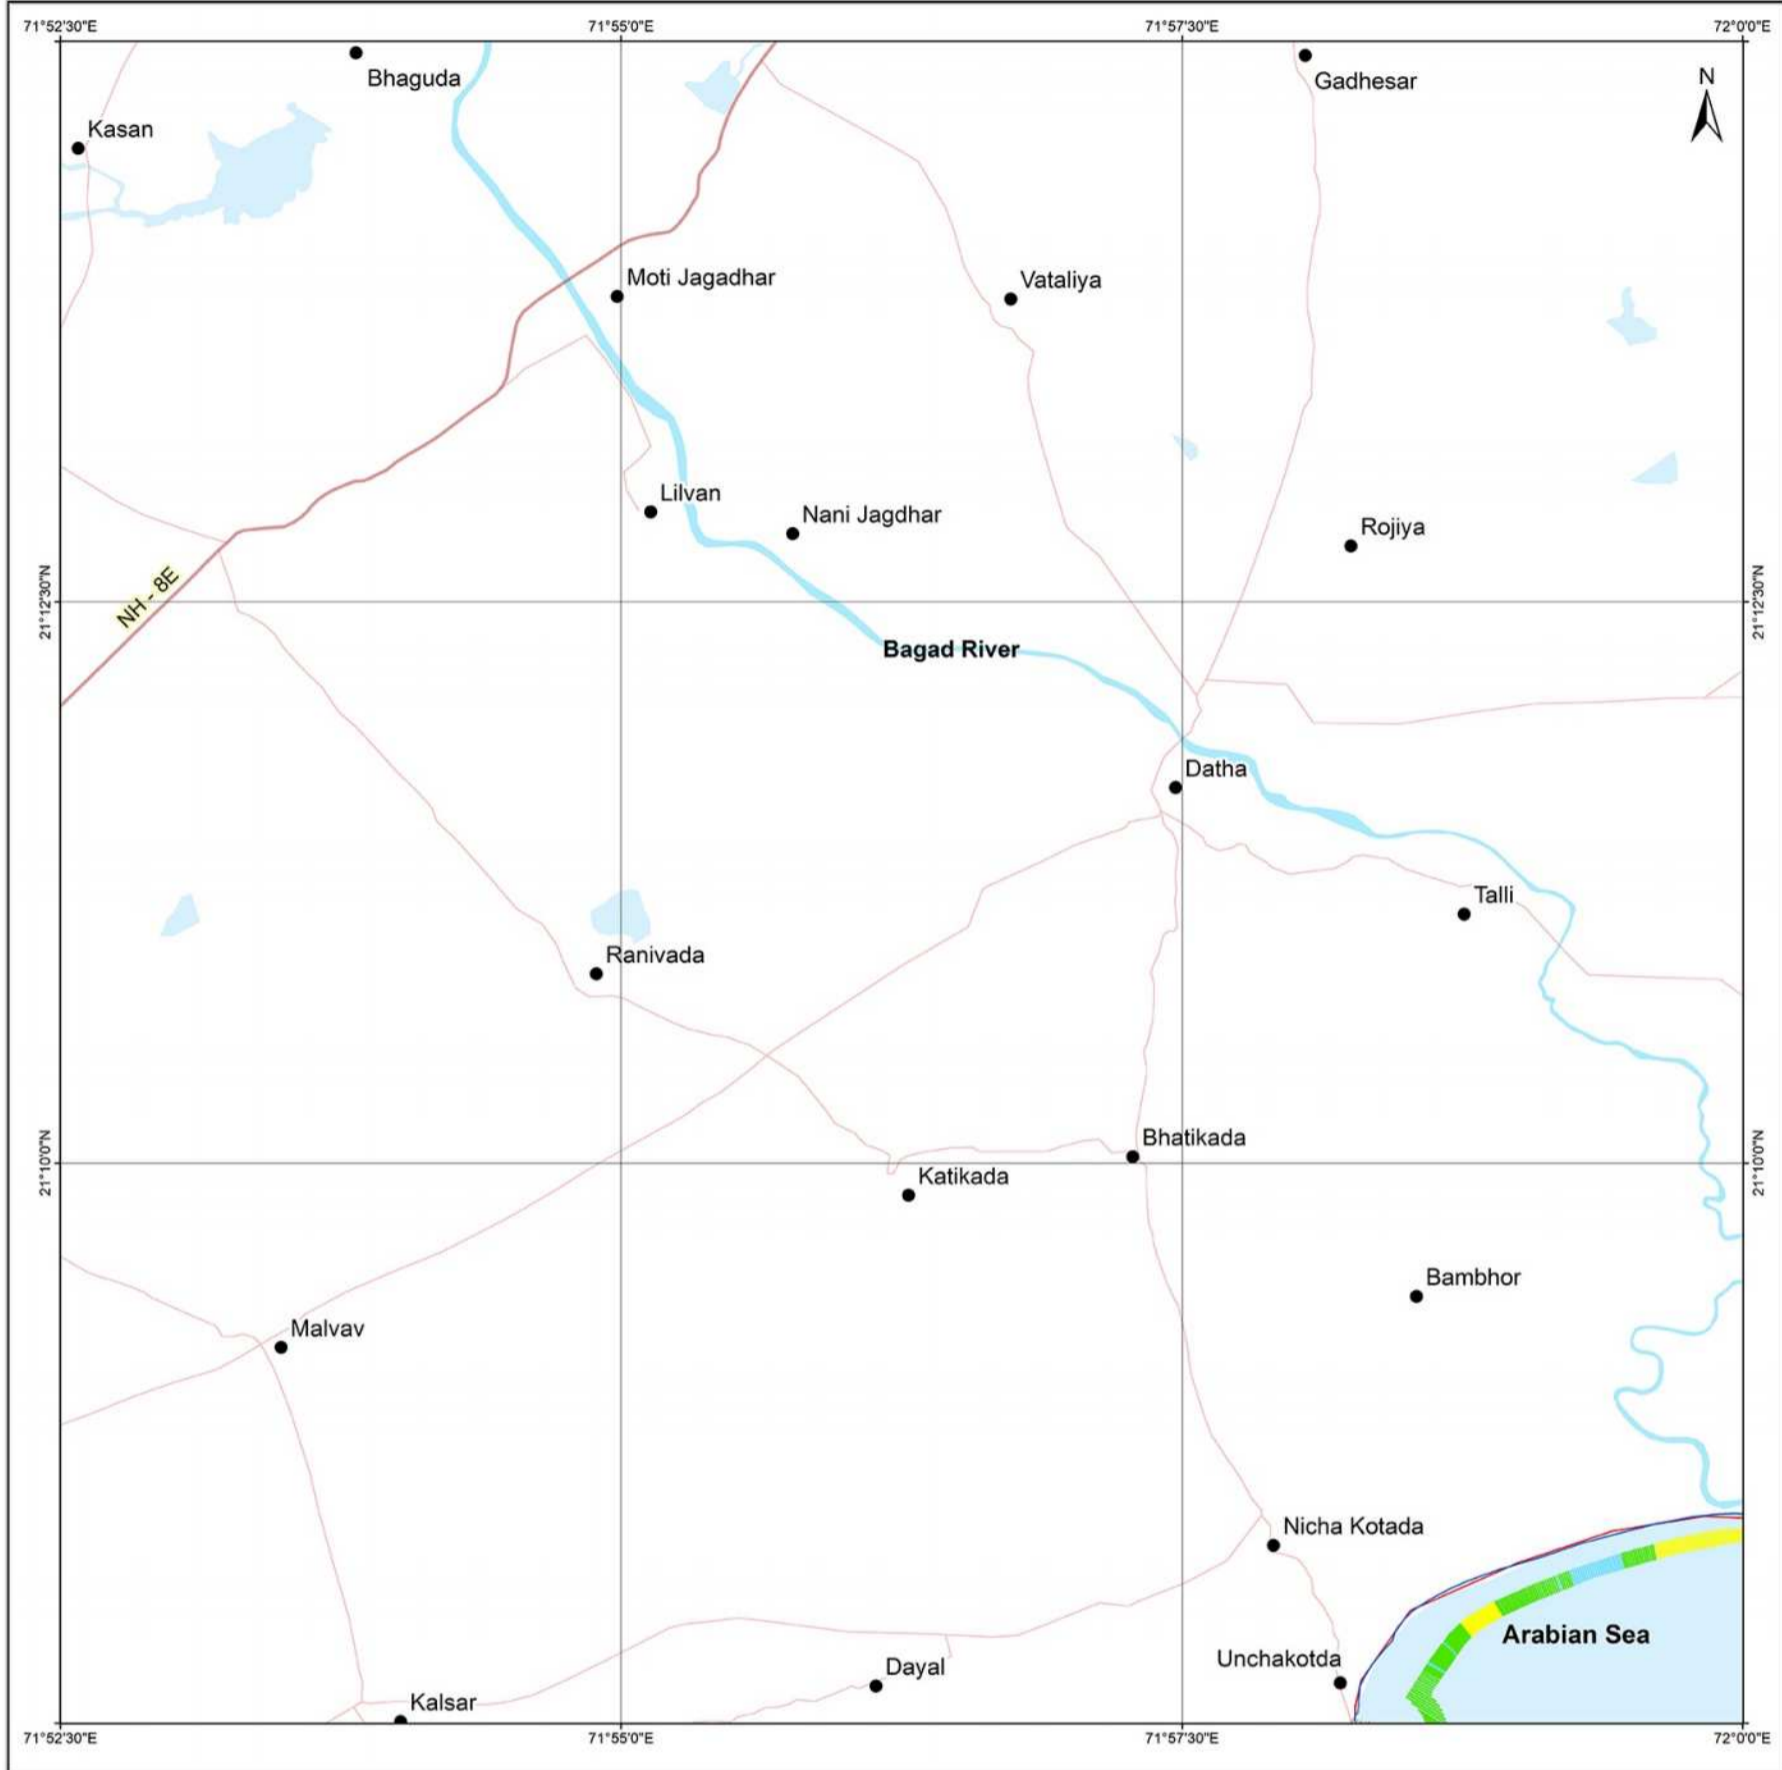 71°52'30"E
71°55'0"E
71°57'30"E
72°0'0"E
Bhaguda
Gadhesar
N
Kasan
Moti Jagadhar
Vataliya
Lilvan
Nani Jagdhar
Rojiya
NH - 8E
21°12'30"N
21°12'30"N
Bagad River
Datha
Talli
Ranivada
Bhatikada
21°10'0"N
21°10'0"N
Katikada
Bambhor
Malvav
Nicha Kotada
Arabian Sea
Unchakotda
Dayal
Kalsar
71°52'30"E
71°55'0"E
71°57'30"E
72°0'0"E